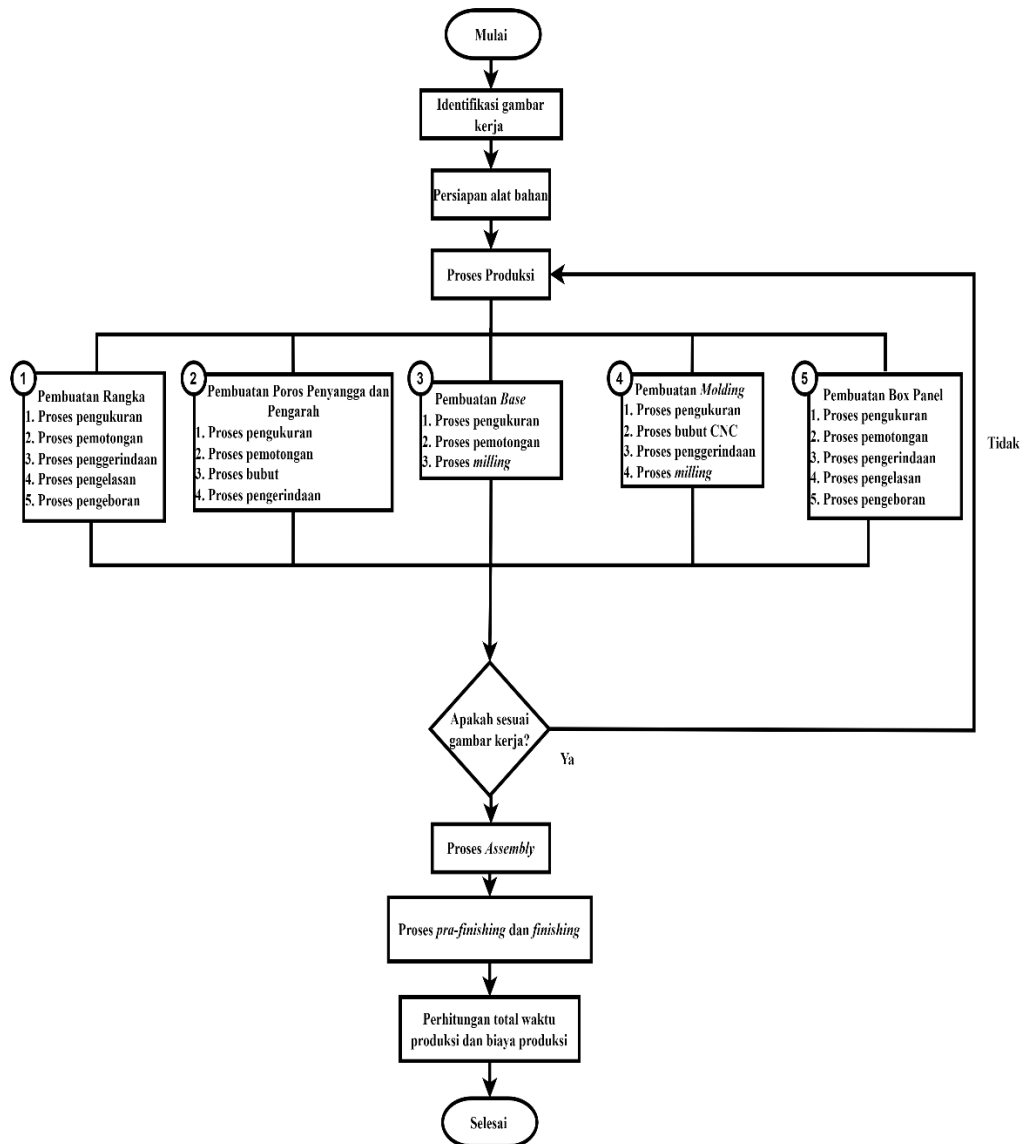 Mulai
Identifikasi gambar
kerja
Persiapan alat bahan
Proses Produksi
1
Pembuatan Rangka
1. Proses pengukuran
2. Proses pemotongan
3. Proses penggerindaan
4. Proses pengelasan
5. Proses pengeboran
2
Pembuatan Poros Penyangga dan
Pengarah
1. Proses pengukuran
2. Proses pemotongan
3. Proses bubut
4. Proses pengerindaan
3
Pembuatan Base
1. Proses pengukuran
2. Proses pemotongan
3. Proses milling
4
Pembuatan Molding
1. Proses pengukuran
2. Proses bubut CNC
3. Proses penggerindaan
4. Proses milling
5
Pembuatan Box Panel
1. Proses pengukuran
2. Proses pemotongan
3. Proses pengerindaan
4. Proses pengelasan
5. Proses pengeboran
Tidak
Apakah sesuai
gambar kerja?
Ya
Proses Assembly
Proses pra-finishing dan finishing
Perhitungan total waktu
produksi dan biaya produksi
Selesai